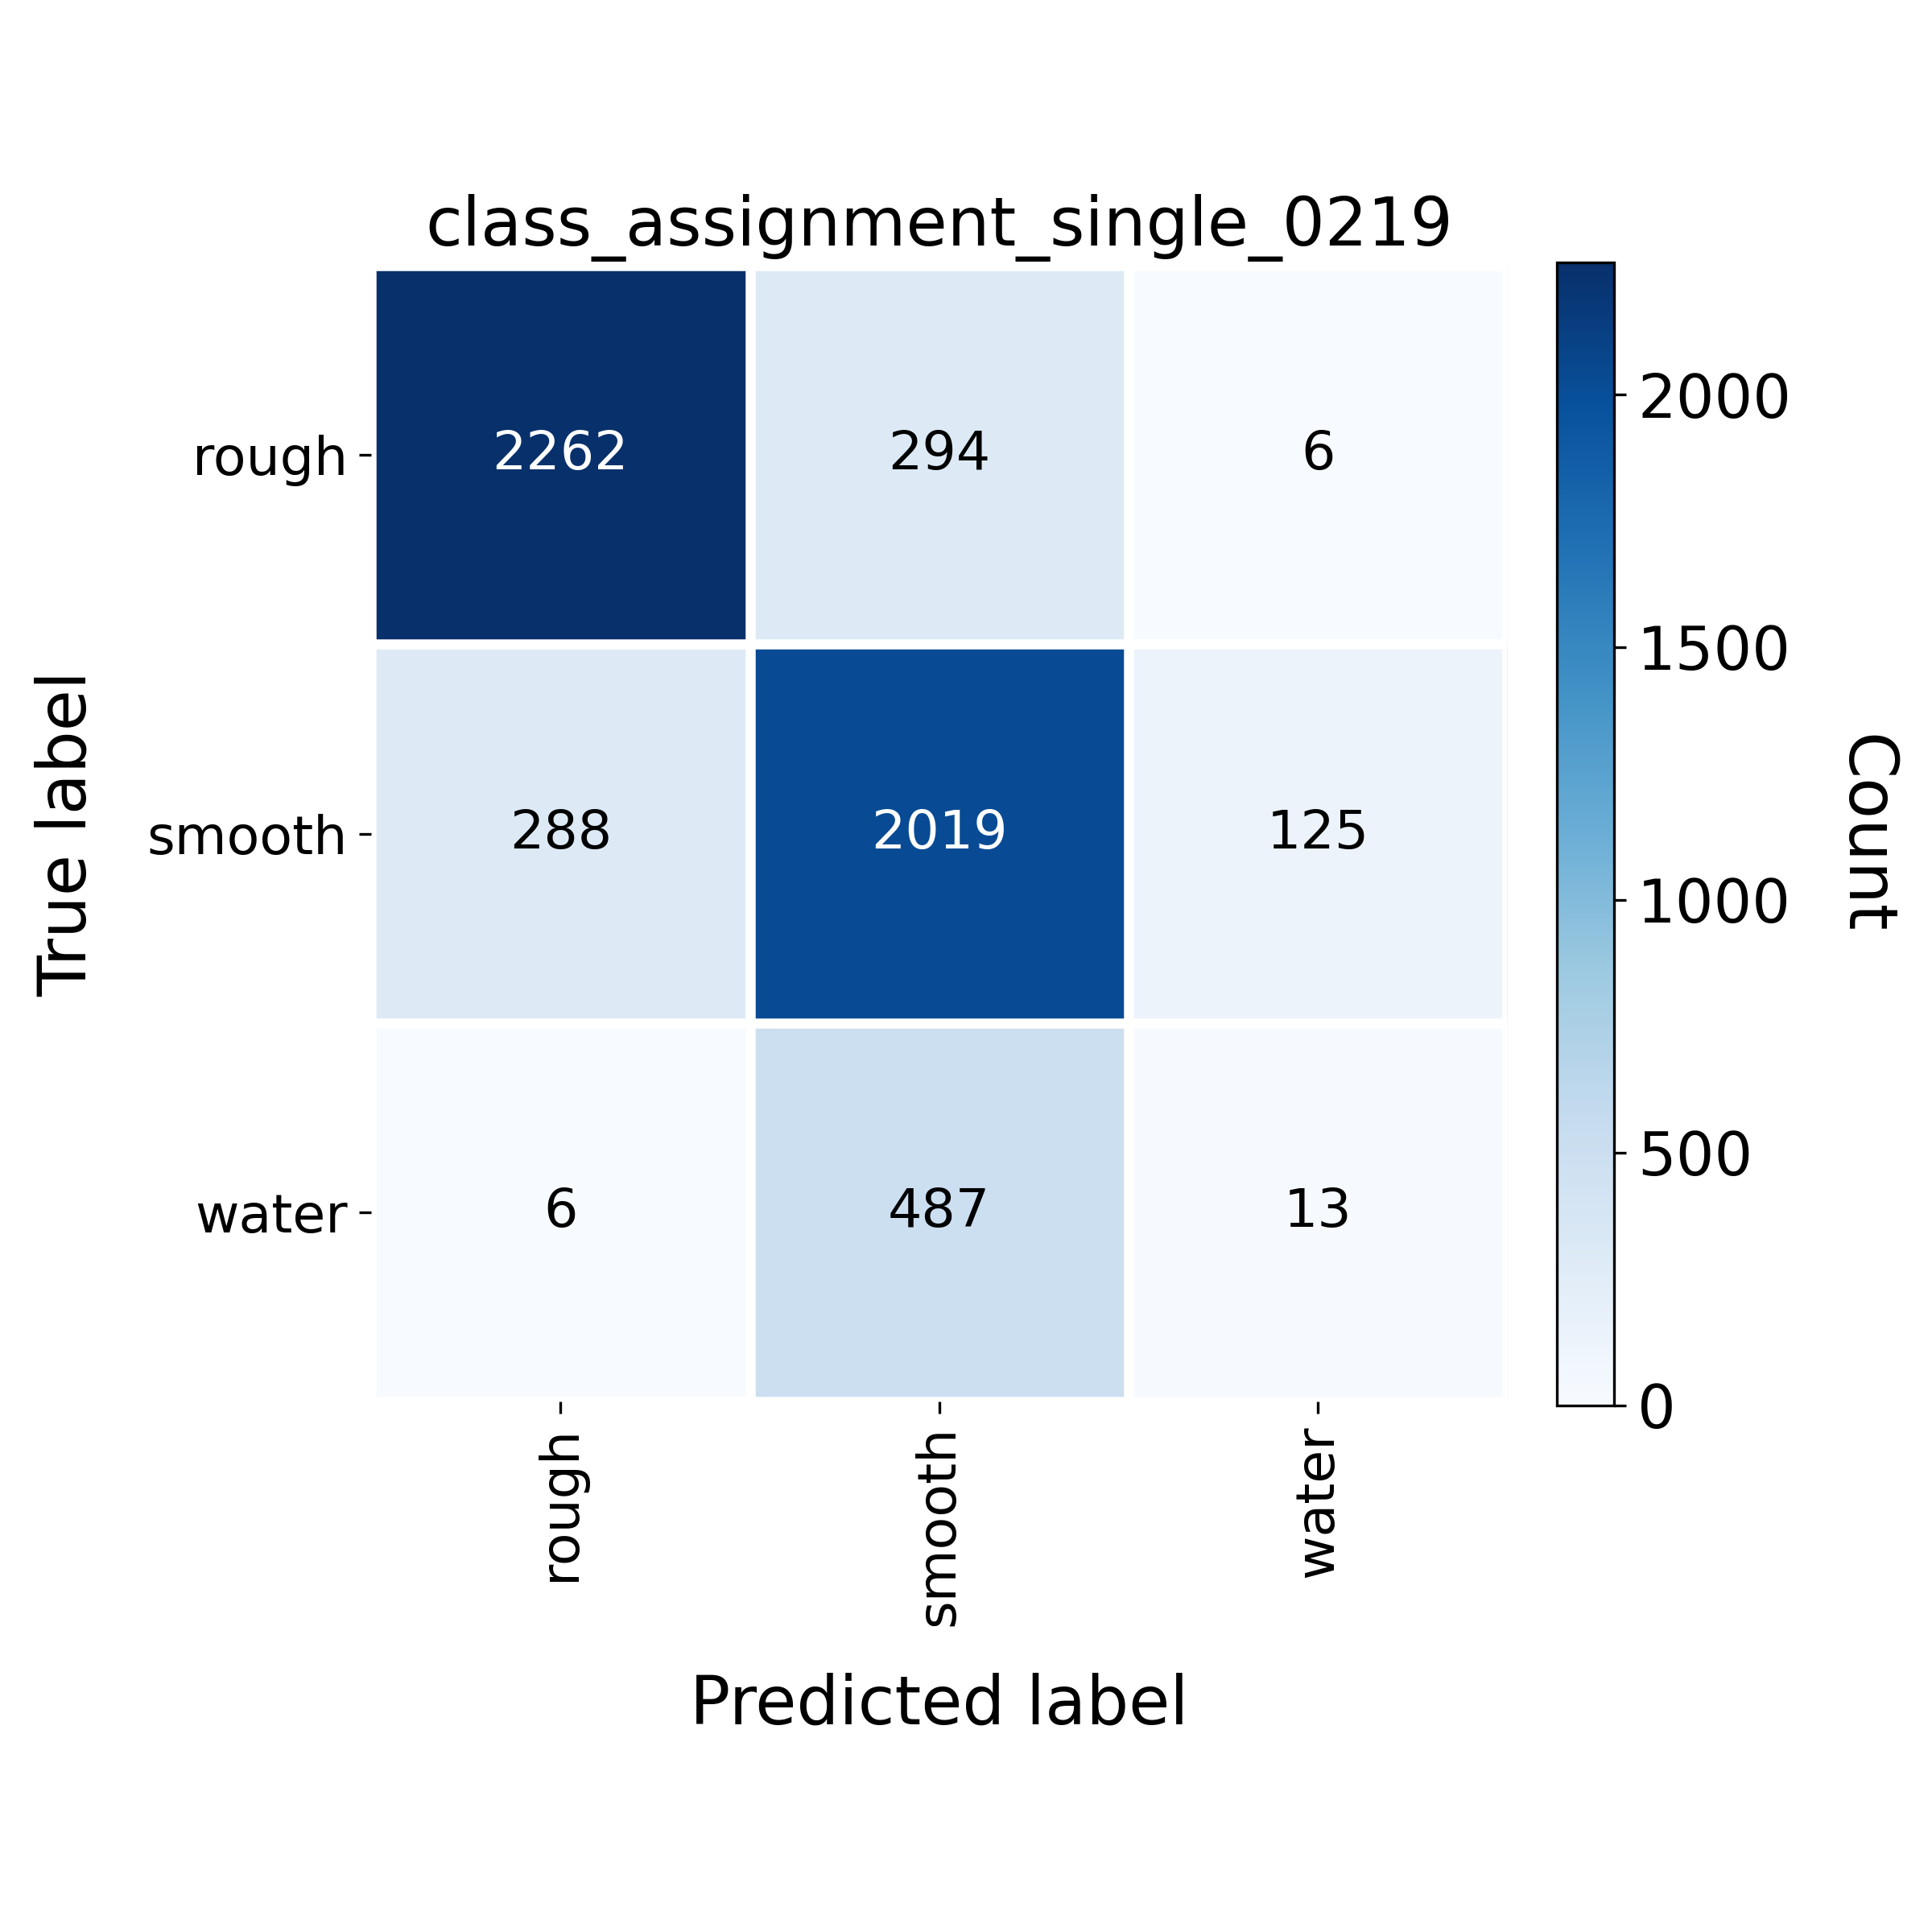 class_assignment_single_0219
True label
rough 2262 294 6
smooth 288 2019 125
water 6 487 13
rough smooth water
Predicted label
2000
1500
1000
500
0
Count